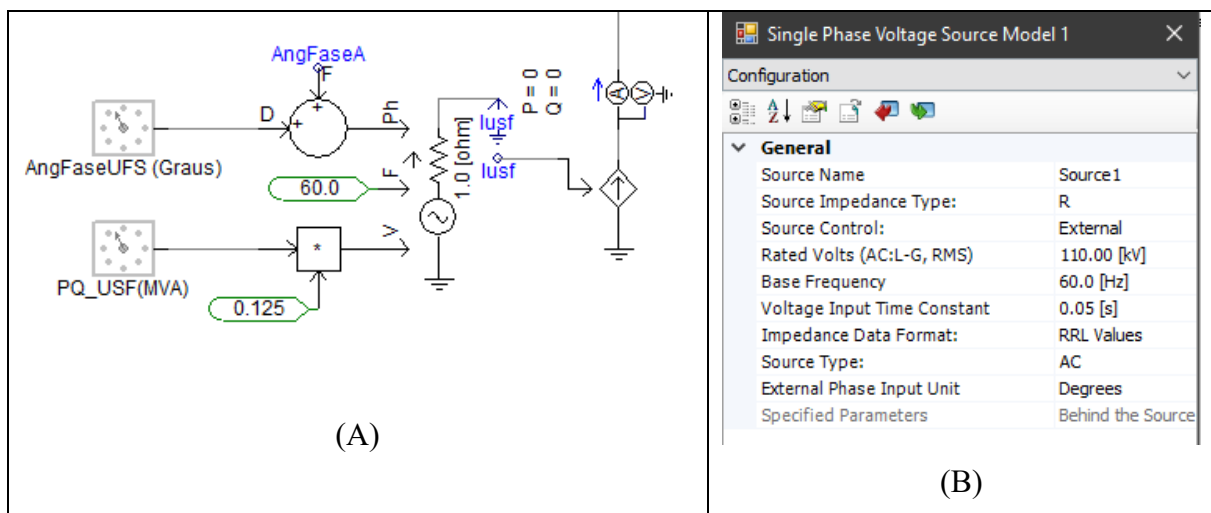 AngFaseA
F
D
+
+
Ph
AngFaseUFS (Graus)
60.0
F
1.0 [ohm]
Iusf
Iusf
P = 0
Q = 0
A
V
PQ_USF(MVA)
*
V
0.125
(A)
Single Phase Voltage Source Model 1
Configuration
General
Source Name Source1
Source Impedance Type: R
Source Control: External
Rated Volts (AC:L-G, RMS) 110.00 [kV]
Base Frequency 60.0 [Hz]
Voltage Input Time Constant 0.05 [s]
Impedance Data Format: RRL Values
Source Type: AC
External Phase Input Unit Degrees
Specified Parameters Behind the Source
(B)